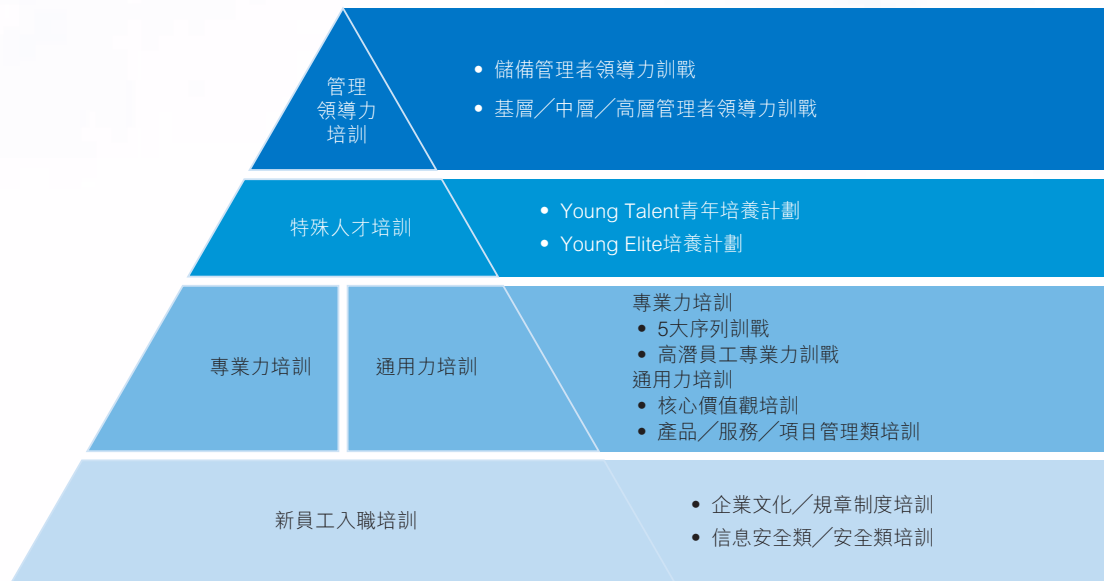 管理
領導力
培訓
• 儲備管理者領導力訓戰
• 基層／中層／高層管理者領導力訓戰
特殊人才培訓
• Young Talent青年培養計劃
• Young Elite培養計劃
專業力培訓
通用力培訓
專業力培訓
• 5大序列訓戰
• 高潛員工專業力訓戰
通用力培訓
• 核心價值觀培訓
• 產品／服務／項目管理類培訓
新員工入職培訓
• 企業文化／規章制度培訓
• 信息安全類／安全類培訓